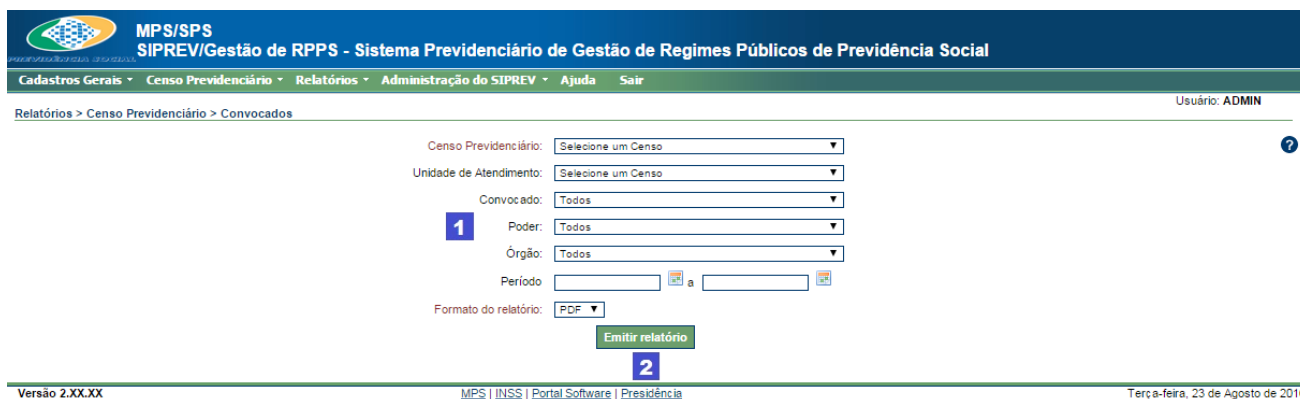 MPS/SPS
SIPREV/Gestão de RPPS - Sistema Previdenciário de Gestão de Regimes Públicos de Previdência Social
PREVIDÊNCIA SOCIAL
Cadastros Gerais Censo Previdenciário Relatórios Administração do SIPREV Ajuda Sair
Usuário: ADMIN
Relatórios > Censo Previdenciário > Convocados
Censo Previdenciário: Selecione um Censo
?
Unidade de Atendimento: Selecione um Censo
Convocado: Todos
1 Poder: Todos
Órgão: Todos
Período a
Formato do relatório: PDF
Emitir relatório
2
Versão 2.XX.XX MPS | INSS | Portal Software | Presidência Terça-feira, 23 de Agosto de 201